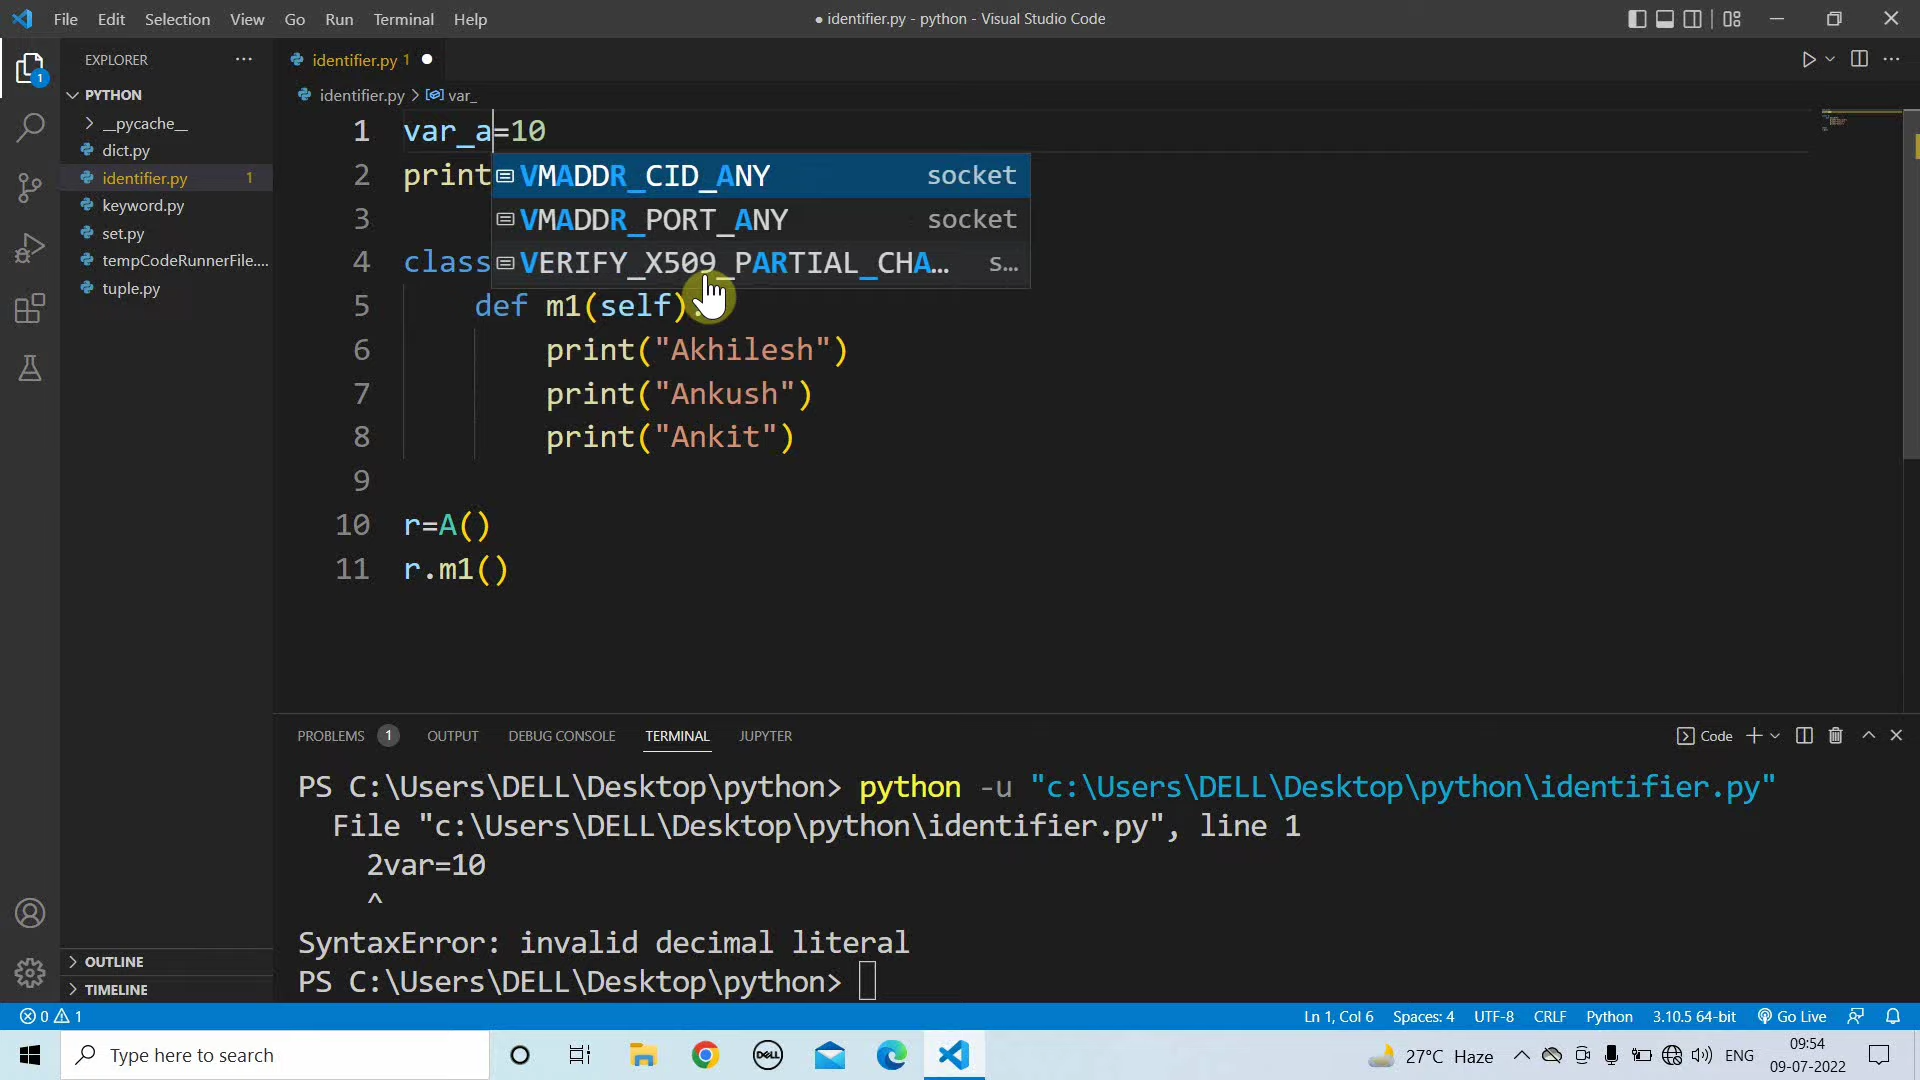 File Edit Selection View Go Run Terminal Help
● identifier.py - python - Visual Studio Code
EXPLORER
identifier.py 1
PYTHON
identifier.py > var_
__pycache__
dict.py
identifier.py 1
keyword.py
set.py
tempCodeRunnerFile....
tuple.py
1 var_a=10
2 print
3
4 class
5 def m1(self):
6 print("Akhilesh")
7 print("Ankush")
8 print("Ankit")
9
10 r=A()
11 r.m1()
VMADDR_CID_ANY socket
VMADDR_PORT_ANY socket
VERIFY_X509_PARTIAL_CHA… s…
1
PROBLEMS 1 OUTPUT DEBUG CONSOLE TERMINAL JUPYTER
Code
PS C:\Users\DELL\Desktop\python> python -u "c:\Users\DELL\Desktop\python\identifier.py"
File "c:\Users\DELL\Desktop\python\identifier.py", line 1
2var=10
^
SyntaxError: invalid decimal literal
PS C:\Users\DELL\Desktop\python>
OUTLINE
TIMELINE
0 1
Ln 1, Col 6 Spaces: 4 UTF-8 CRLF Python 3.10.5 64-bit Go Live
Type here to search
DELL
27°C Haze
ENG
09:54
09-07-2022